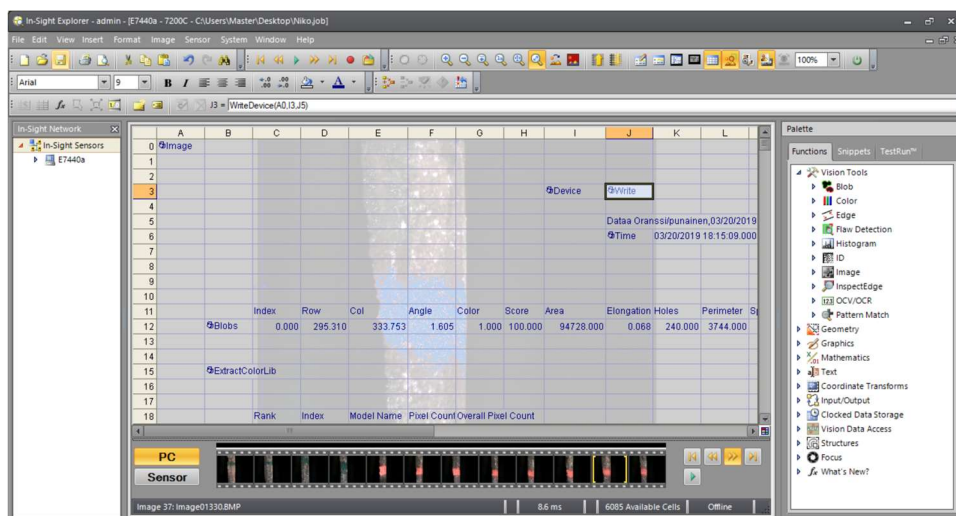 In-Sight Explorer - admin - [E7440a - 7200C - C:\Users\Master\Desktop\Niko.job]
File Edit View Insert Format Image Sensor System Window Help
100%
Arial 9 B I A
J3 = WriteDevice(A0,I3,J5)
In-Sight Network
In-Sight Sensors
E7440a
A B C D E F G H I J K L
0 Image
1
2
3 Device Write
4
5 Dataa Oranssi/punainen,03/20/2019
6 Time 03/20/2019 18:15:09.000
7
8
9
10
11 Index Row Col Angle Color Score Area Elongation Holes Perimeter Sp
12 Blobs 0.000 295.310 333.753 1.605 1.000 100.000 94728.000 0.068 240.000 3744.000
13
14
15 ExtractColorLib
16
17
18 Rank Index Model Name Pixel Count Overall Pixel Count
PC
Sensor
Image 37: Image01330.BMP 8.6 ms 6085 Available Cells Offline
Palette
Functions Snippets TestRun™
Vision Tools
Blob
Color
Edge
Flaw Detection
Histogram
ID
Image
InspectEdge
OCV/OCR
Pattern Match
Geometry
Graphics
Mathematics
Text
Coordinate Transforms
Input/Output
Clocked Data Storage
Vision Data Access
Structures
Focus
What's New?